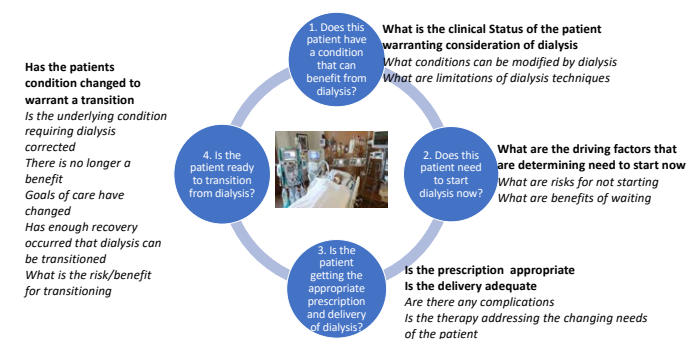 1. Does this
patient have
a condition
that can
benefit from
dialysis?
What is the clinical Status of the patient
warranting consideration of dialysis
What conditions can be modified by dialysis
What are limitations of dialysis techniques
2. Does this
patient need
to start
dialysis now?
What are the driving factors that
are determining need to start now
What are risks for not starting
What are benefits of waiting
3. Is the
patient
getting the
appropriate
prescription
and delivery
of dialysis?
Is the prescription appropriate
Is the delivery adequate
Are there any complications
Is the therapy addressing the changing needs
of the patient
4. Is the
patient ready
to transition
from dialysis?
Has the patients
condition changed to
warrant a transition
Is the underlying condition
requiring dialysis
corrected
There is no longer a
benefit
Goals of care have
changed
Has enough recovery
occurred that dialysis can
be transitioned
What is the risk/benefit
for transitioning